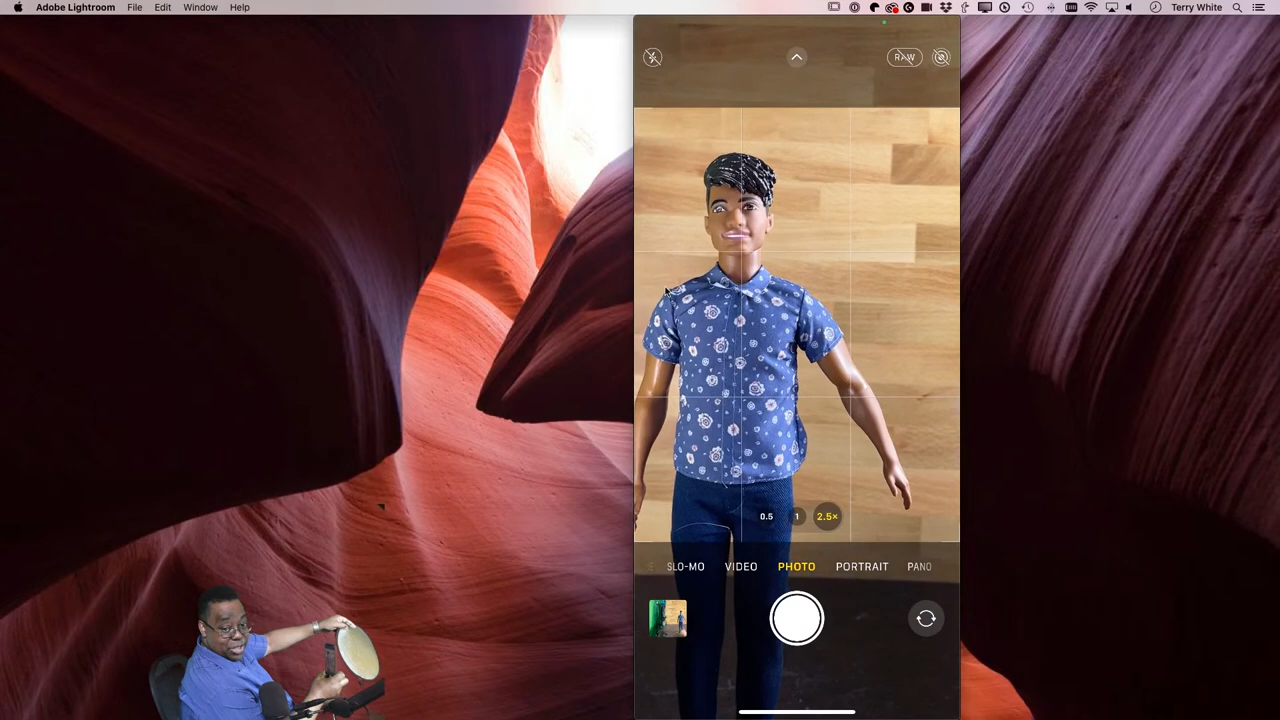 Adobe Lightroom File Edit Window Help Terry White
RAW
0.5 1 2.5×
SLO-MO VIDEO PHOTO PORTRAIT PANO